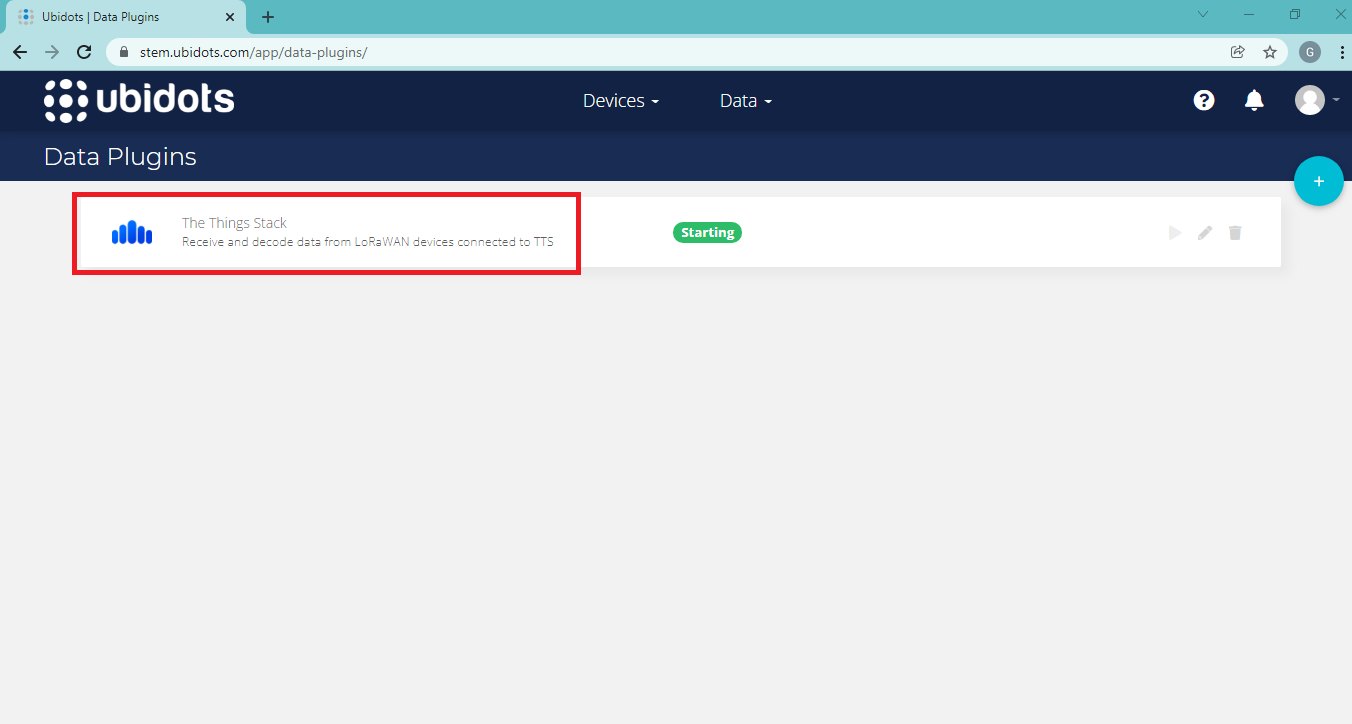 Ubidots | Data Plugins
stem.ubidots.com/app/data-plugins/
G
ubidots
Devices
Data
?
Data Plugins
+
The Things Stack
Receive and decode data from LoRaWAN devices connected to TTS
Starting